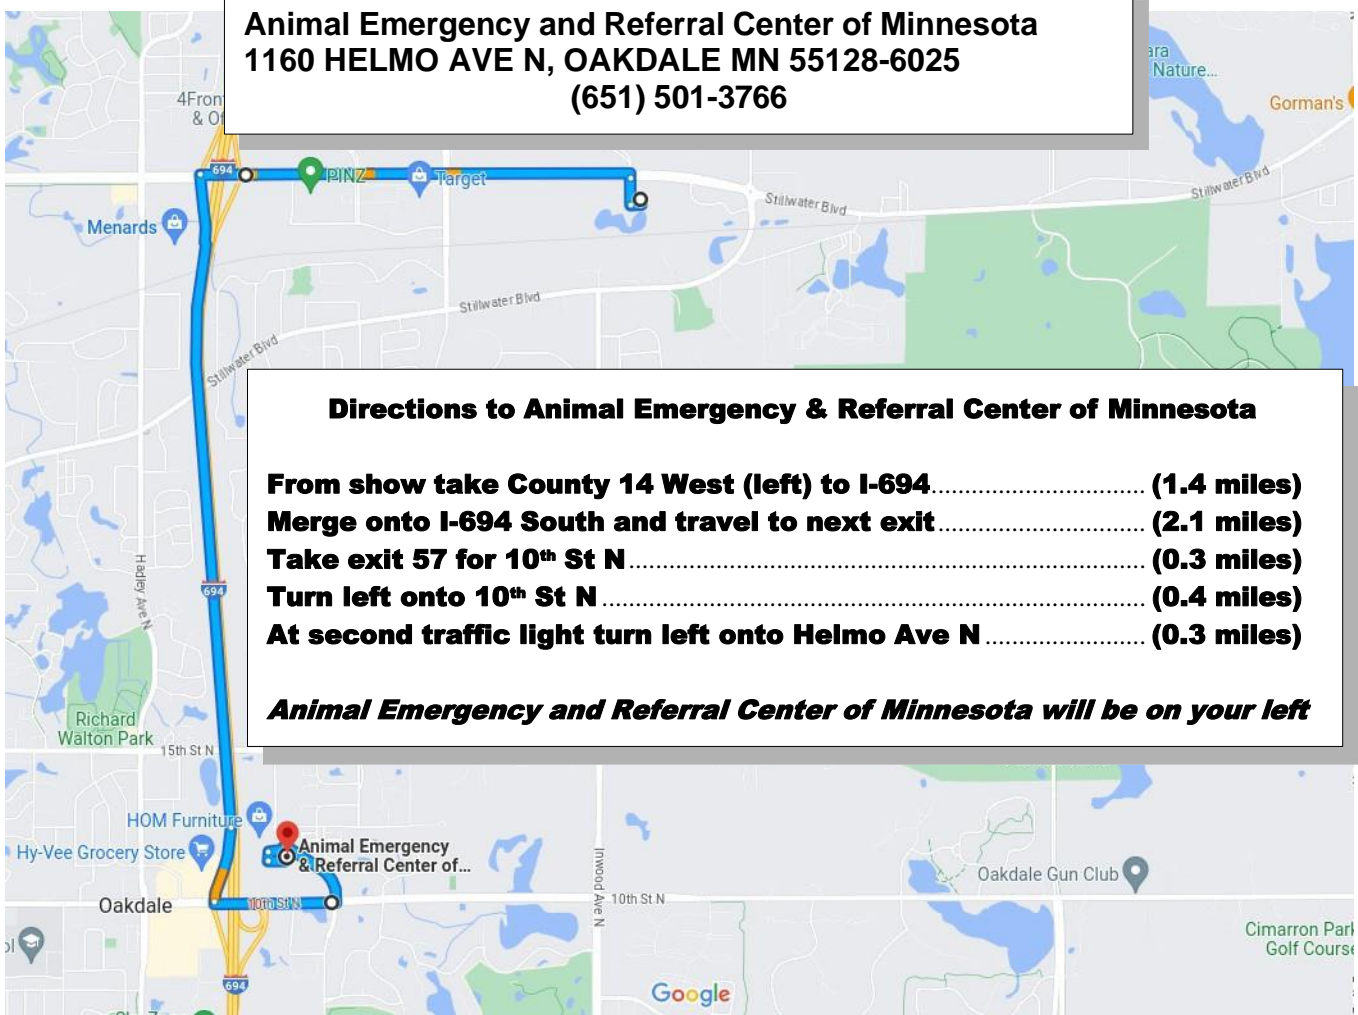 Animal Emergency and Referral Center of Minnesota
1160 HELMO AVE N, OAKDALE MN 55128-6025
(651) 501-3766
Nature...
4Fron
& Of
Gorman's
694
PINZ
Target
Menards
Stillwater Blvd
Stillwater Blvd
Stillwater Blvd
Stillwater Blvd
Directions to Animal Emergency & Referral Center of Minnesota
From show take County 14 West (left) to I-694 (1.4 miles)
Merge onto I-694 South and travel to next exit (2.1 miles)
Take exit 57 for 10th St N (0.3 miles)
Turn left onto 10th St N (0.4 miles)
At second traffic light turn left onto Helmo Ave N (0.3 miles)
Animal Emergency and Referral Center of Minnesota will be on your left
Hadley Ave N
694
Richard
Walton Park
15th St N
HOM Furniture
Hy-Vee Grocery Store
Animal Emergency
& Referral Center of...
Inwood Ave N
Oakdale Gun Club
Oakdale
10th St N
10th St N
Cimarron Park
Golf Course
694
Google